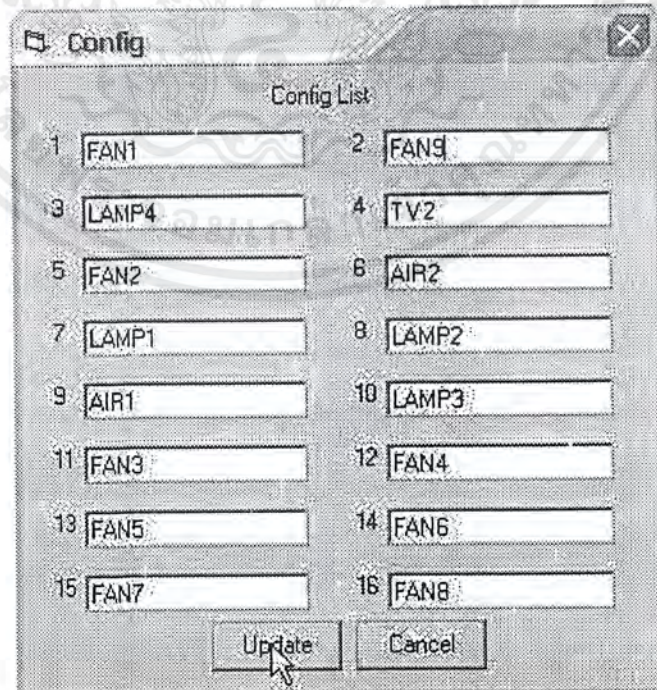 Config
Config List
1 FAN1 2 FAN9
3 LAMP4 4 TV2
5 FAN2 6 AIR2
7 LAMP1 8 LAMP2
9 AIR1 10 LAMP3
11 FAN3 12 FAN4
13 FAN5 14 FAN6
15 FAN7 16 FAN8
Update Cancel